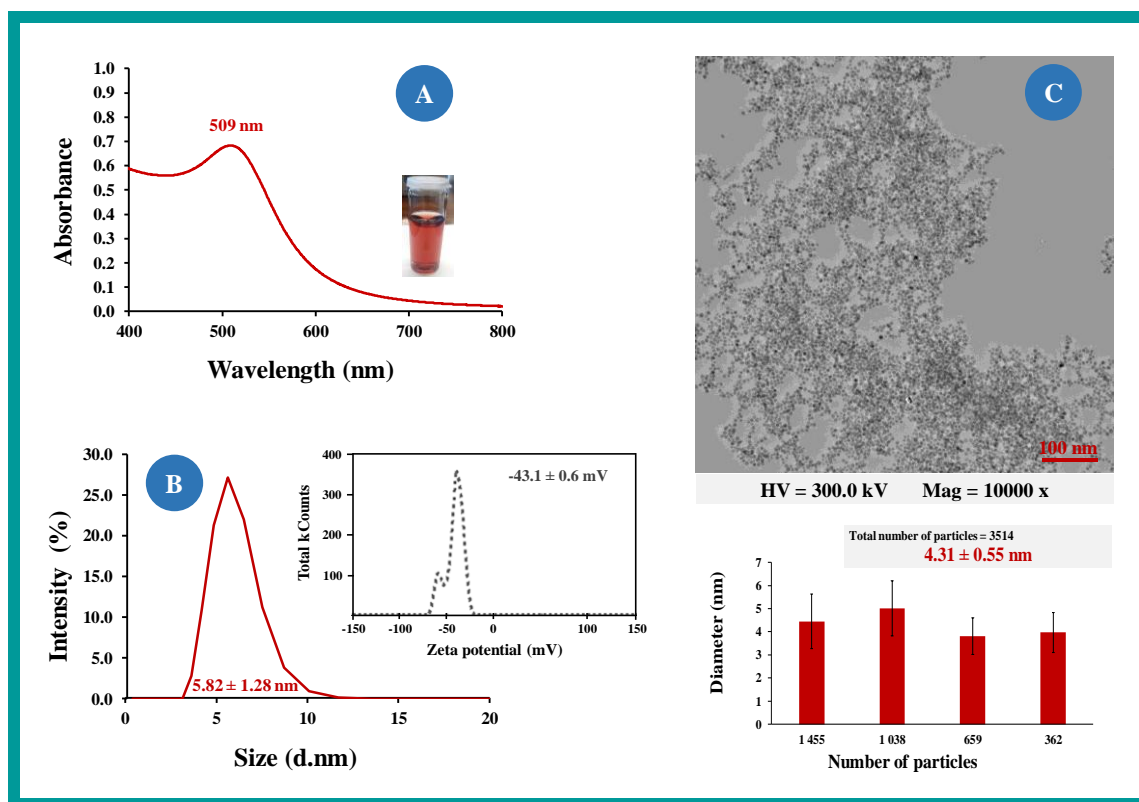 A
1.0
0.9
0.8
0.7
0.6
0.5
0.4
0.3
0.2
0.1
0.0
Absorbance
509 nm
400 500 600 700 800
Wavelength (nm)
B
30.0
25.0
20.0
15.0
10.0
5.0
0.0
Intensity (%)
5.82 ± 1.28 nm
0 5 10 15 20
Size (d.nm)
400
300
200
100
Total kCounts
-43.1 ± 0.6 mV
-150 -100 -50 0 100 150
Zeta potential (mV)
C
100 nm
HV = 300.0 kV Mag = 10000 x
Total number of particles = 3514
4.31 ± 0.55 nm
7
6
5
4
3
2
1
0
Diameter (nm)
1 455 1 038 659 362
Number of particles